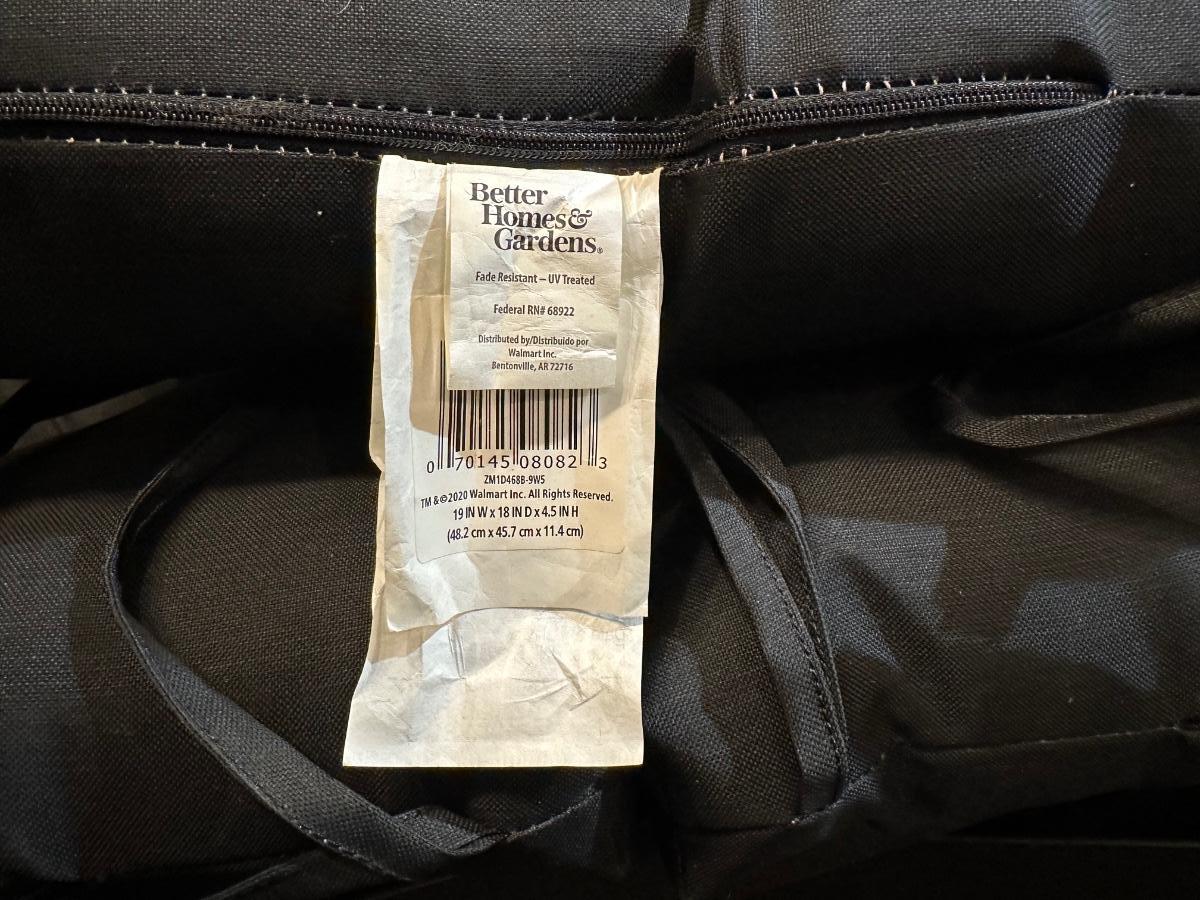 Better
Homes&
Gardens®
Fade Resistant – UV Treated
Federal RN# 68922
Distributed by/Distribuido por
Walmart Inc.
Bentonville, AR 72716
0 70145 08082 3
ZM1D468B-9W5
TM & ©2020 Walmart Inc. All Rights Reserved.
19 IN W x 18 IN D x 4.5 IN H
(48.2 cm x 45.7 cm x 11.4 cm)